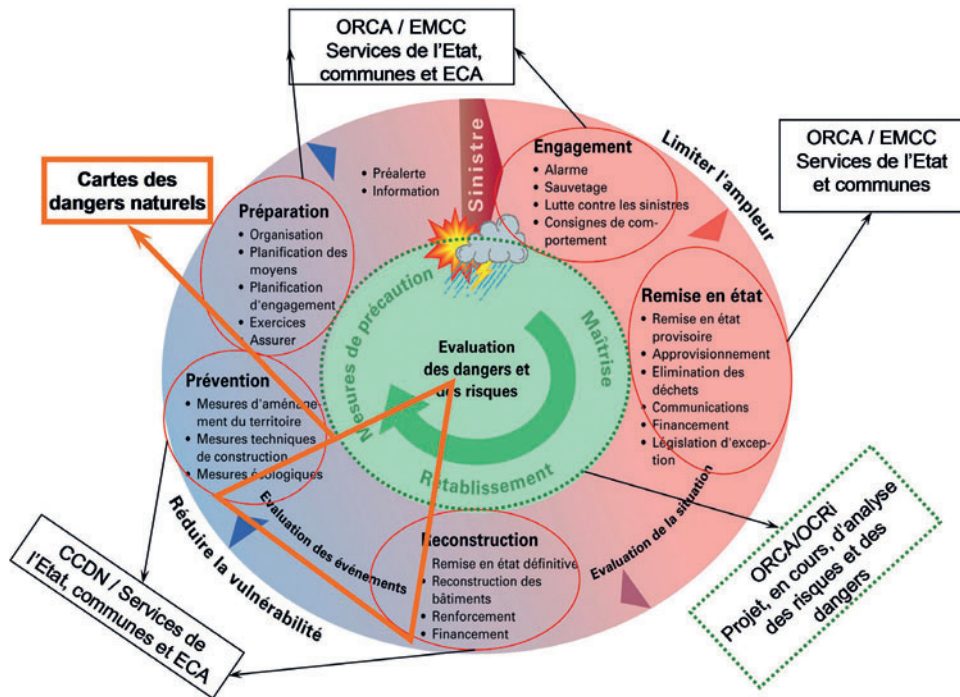 ORCA / EMCC
Services de l'Etat,
communes et ECA
ORCA / EMCC
Services de l'Etat
et communes
Cartes des
dangers naturels
Sinistre
Limiter l'ampleur
• Préalerte
• Information
Engagement
• Alarme
• Sauvetage
• Lutte contre les sinistres
• Consignes de com-
portement
Préparation
• Organisation
• Planification des
moyens
• Planification
d'engagement
• Exercices
• Assurer
Remise en état
• Remise en état
provisoire
• Approvisionnement
• Elimination des
déchets
• Communications
• Financement
• Législation d'excep-
tion
Mesures de précaution
Maîtrise
Rétablissement
Evaluation
des dangers et
des risques
Prévention
• Mesures d'aménage-
ment du territoire
• Mesures techniques
de construction
• Mesures écologiques
Evaluation des événements
Evaluation de la situation
Réduire la vulnérabilité
Reconstruction
Remise en état définitive
• Reconstruction des
bâtiments
• Renforcement
• Financement
CCDN / Services de
l'Etat, communes et ECA
ORCA/OCRi
Projet, en cours, d'analyse
des risques et des
dangers